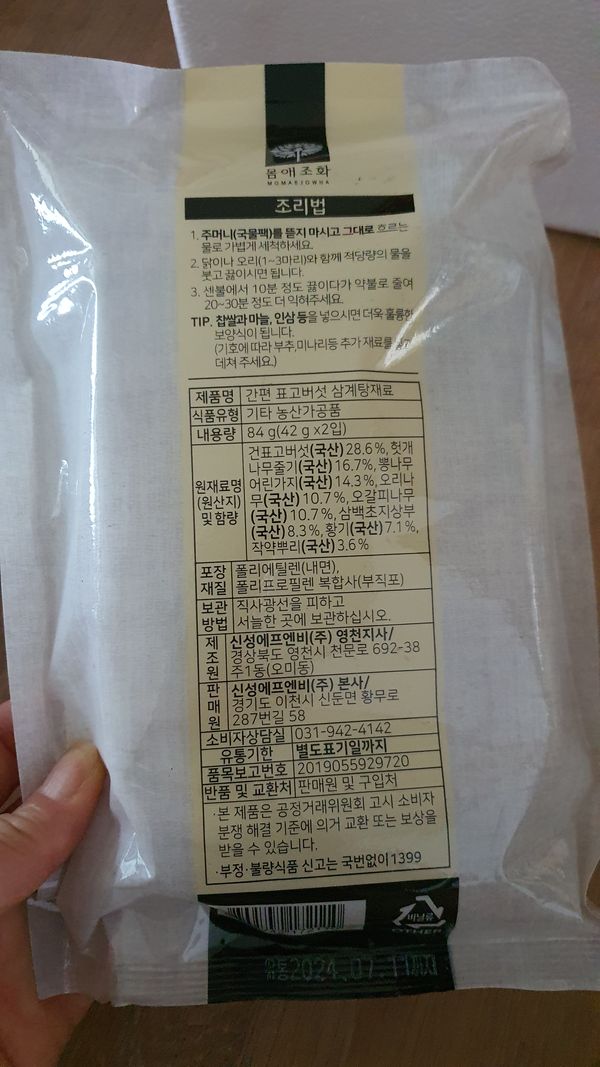 몸애조화
MOMAEJOWHA
조리법
1. 주머니(국물팩)를 뜯지 마시고 그대로 흐르는
물로 가볍게 세척하세요.
2. 닭이나 오리(1~3마리)와 함께 적당량의 물을
붓고 끓이시면 됩니다.
3. 센불에서 10분 정도 끓이다가 약불로 줄여
20~30분 정도 더 익혀주세요.
TIP. 찹쌀과 마늘, 인삼 등을 넣으시면 더욱 훌륭한
보양식이 됩니다.
(기호에 따라 부추,미나리등 추가 재료를
데쳐 주세요.)
제품명 간편 표고버섯 삼계탕재료
식품유형 기타 농산가공품
내용량 84 g(42 g x2입)
원재료명 (원산지) 및 함량
건표고버섯(국산) 28.6%, 헛개
나무줄기(국산) 16.7%, 뽕나무
어린가지(국산) 14.3%, 오리나
무(국산) 10.7%, 오갈피나무
(국산) 10.7%, 삼백초지상부
(국산) 8.3%, 황기(국산) 7.1%,
작약뿌리(국산) 3.6%
포장 재질
폴리에틸렌(내면),
폴리프로필렌 복합사(부직포)
보관 방법
직사광선을 피하고
서늘한 곳에 보관하십시오.
제조원
신성에프엔비(주) 영천지사/
경상북도 영천시 천문로 692-38
주1동(오미동)
판매원
신성에프엔비(주) 본사/
경기도 이천시 신둔면 황무로
287번길 58
소비자상담실 031-942-4142
유통기한 별도표기일까지
품목보고번호 2019055929720
반품 및 교환처 판매원 및 구입처
·본 제품은 공정거래위원회 고시 소비자
분쟁 해결 기준에 의거 교환 또는 보상을
받을 수 있습니다.
·부정·불량식품 신고는 국번없이 1399
비닐류
OTHER
유통2024.07.11까지